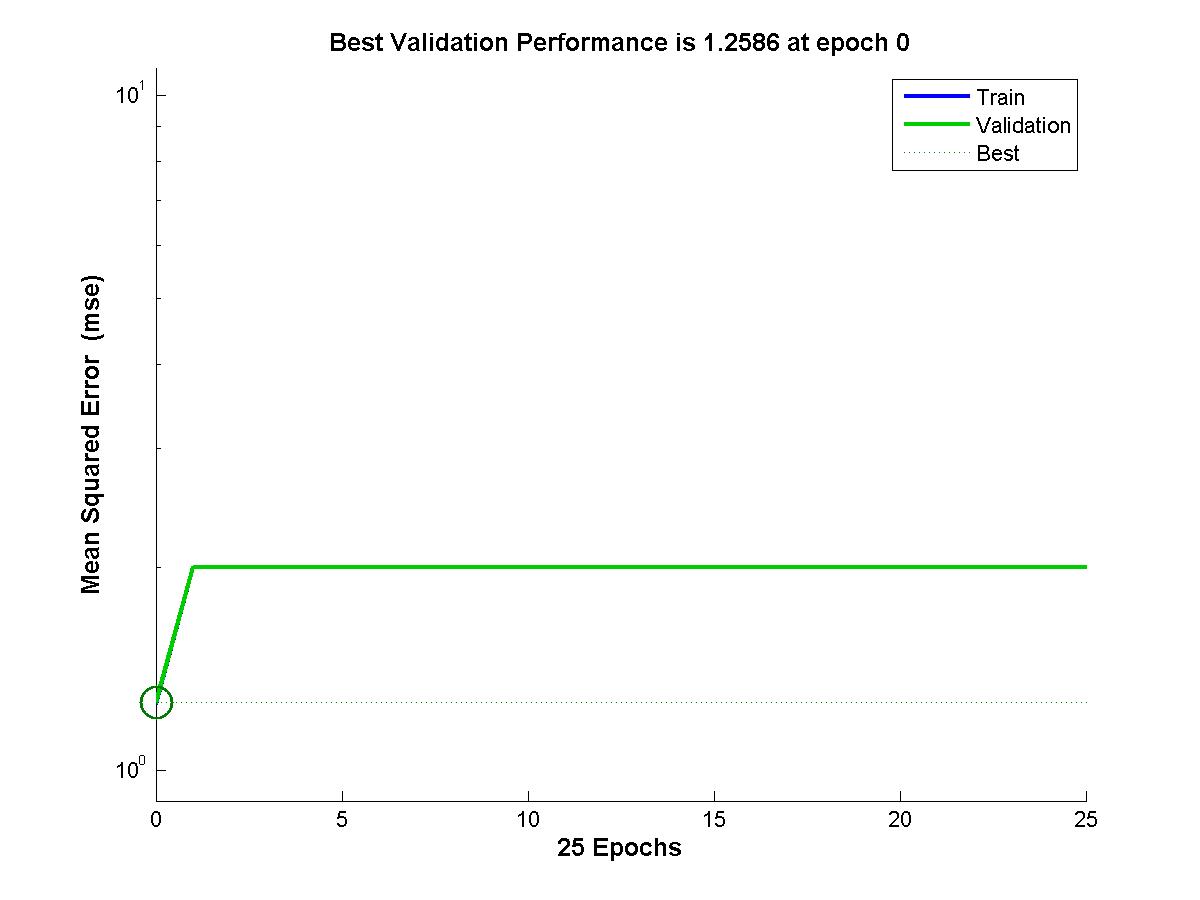 Best Validation Performance is 1.2586 at epoch 0
10^1
Train
Validation
Best
Mean Squared Error (mse)
10^0
0 5 10 15 20 25
25 Epochs